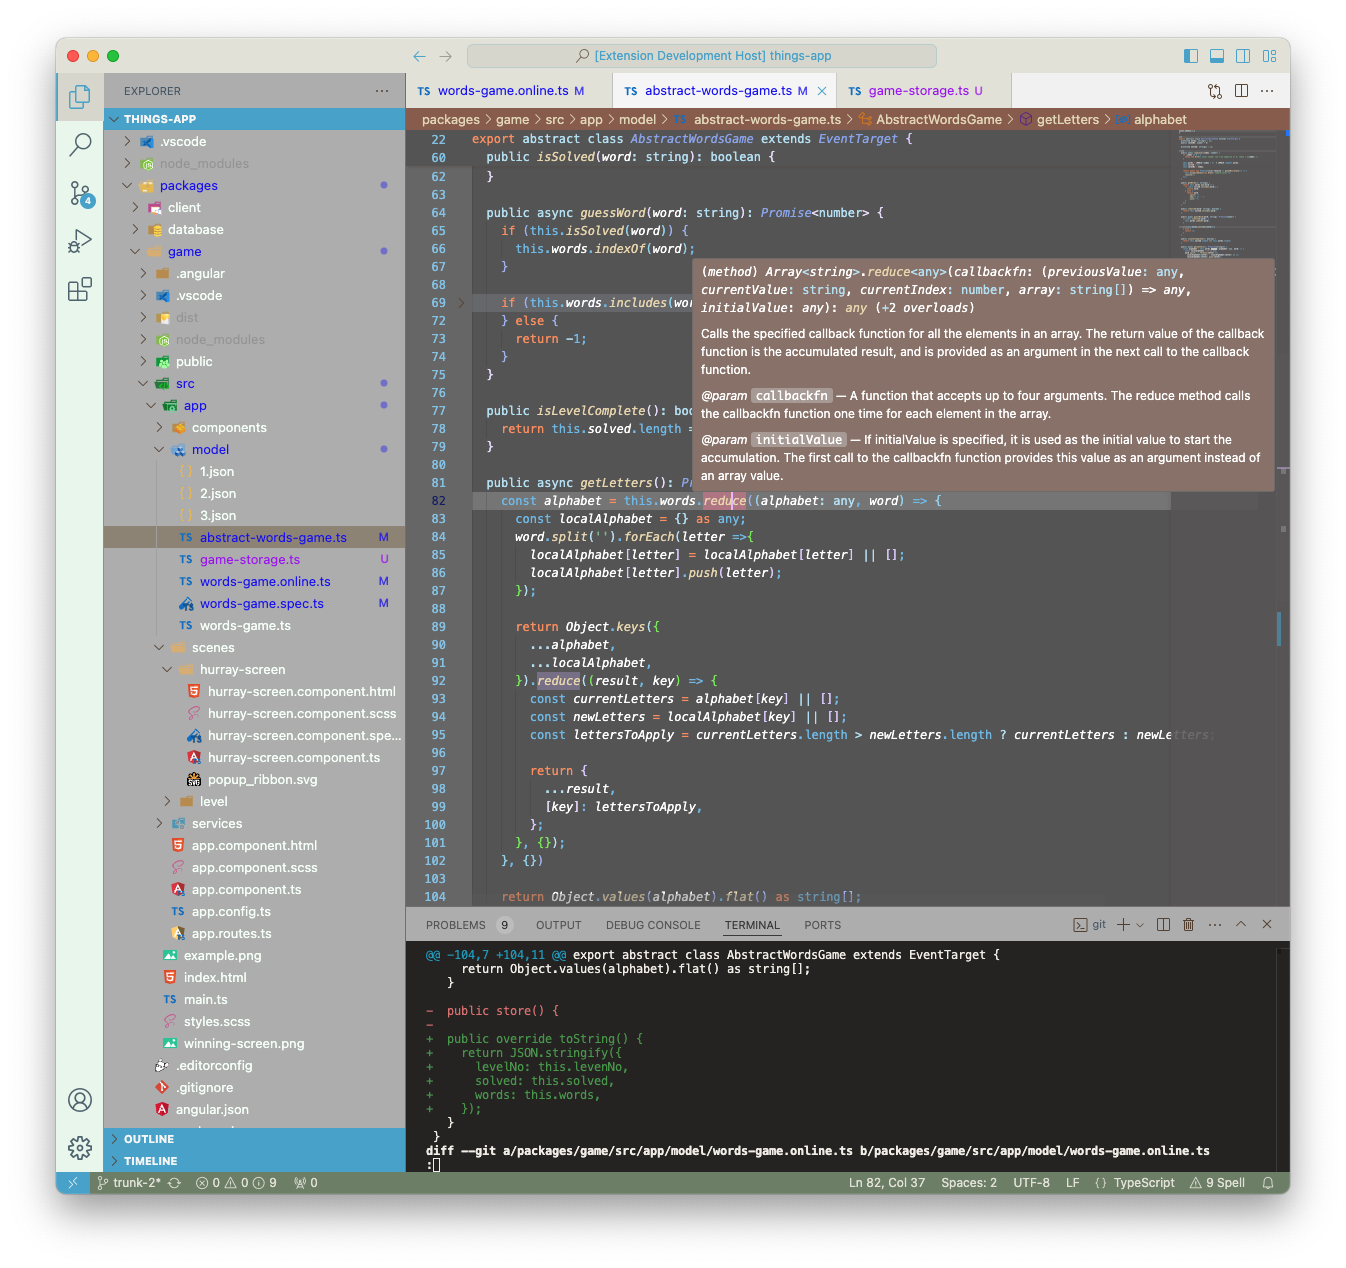 [Extension Development Host] things-app
EXPLORER
THINGS-APP
.vscode
node_modules
packages
client
database
game
.angular
.vscode
dist
node_modules
public
src
app
components
model
{} 1.json
{} 2.json
{} 3.json
TS abstract-words-game.ts M
TS game-storage.ts U
TS words-game.online.ts M
words-game.spec.ts M
TS words-game.ts
scenes
hurray-screen
hurray-screen.component.html
hurray-screen.component.scss
hurray-screen.component.spe...
hurray-screen.component.ts
popup_ribbon.svg
level
services
app.component.html
app.component.scss
app.component.ts
TS app.config.ts
app.routes.ts
example.png
index.html
TS main.ts
styles.scss
winning-screen.png
.editorconfig
.gitignore
angular.json
OUTLINE
TIMELINE
4
TS words-game.online.ts M
TS abstract-words-game.ts M
TS game-storage.ts U
packages > game > src > app > model > TS abstract-words-game.ts > AbstractWordsGame > getLetters > alphabet
22 export abstract class AbstractWordsGame extends EventTarget {
60 public isSolved(word: string): boolean {
62 }
63
64 public async guessWord(word: string): Promise<number> {
65 if (this.isSolved(word)) {
66 this.words.indexOf(word);
67 }
68
69 if (this.words.includes(wor
72 } else {
73 return -1;
74 }
75 }
76
77 public isLevelComplete(): boo
78 return this.solved.length =
79 }
80
81 public async getLetters(): Pr
82 const alphabet = this.words.reduce((alphabet: any, word) => {
83 const localAlphabet = {} as any;
84 word.split('').forEach(letter =>{
85 localAlphabet[letter] = localAlphabet[letter] || [];
86 localAlphabet[letter].push(letter);
87 });
88
89 return Object.keys({
90 ...alphabet,
91 ...localAlphabet,
92 }).reduce((result, key) => {
93 const currentLetters = alphabet[key] || [];
94 const newLetters = localAlphabet[key] || [];
95 const lettersToApply = currentLetters.length > newLetters.length ? currentLetters : newLetters;
96
97 return {
98 ...result,
99 [key]: lettersToApply,
100 };
101 }, {});
102 }, {})
103
104 return Object.values(alphabet).flat() as string[];
(method) Array<string>.reduce<any>(callbackfn: (previousValue: any,
currentValue: string, currentIndex: number, array: string[]) => any,
initialValue: any): any (+2 overloads)
Calls the specified callback function for all the elements in an array. The return value of the callback
function is the accumulated result, and is provided as an argument in the next call to the callback
function.
@param callbackfn — A function that accepts up to four arguments. The reduce method calls
the callbackfn function one time for each element in the array.
@param initialValue — If initialValue is specified, it is used as the initial value to start the
accumulation. The first call to the callbackfn function provides this value as an argument instead of
an array value.
PROBLEMS 9 OUTPUT DEBUG CONSOLE TERMINAL PORTS git
@@ -104,7 +104,11 @@ export abstract class AbstractWordsGame extends EventTarget {
return Object.values(alphabet).flat() as string[];
}
- public store() {
-
+ public override toString() {
+ return JSON.stringify({
+ levelNo: this.levenNo,
+ solved: this.solved,
+ words: this.words,
+ });
}
}
diff --git a/packages/game/src/app/model/words-game.online.ts b/packages/game/src/app/model/words-game.online.ts
:
trunk-2* 0 0 9 0 Ln 82, Col 37 Spaces: 2 UTF-8 LF {} TypeScript 9 Spell